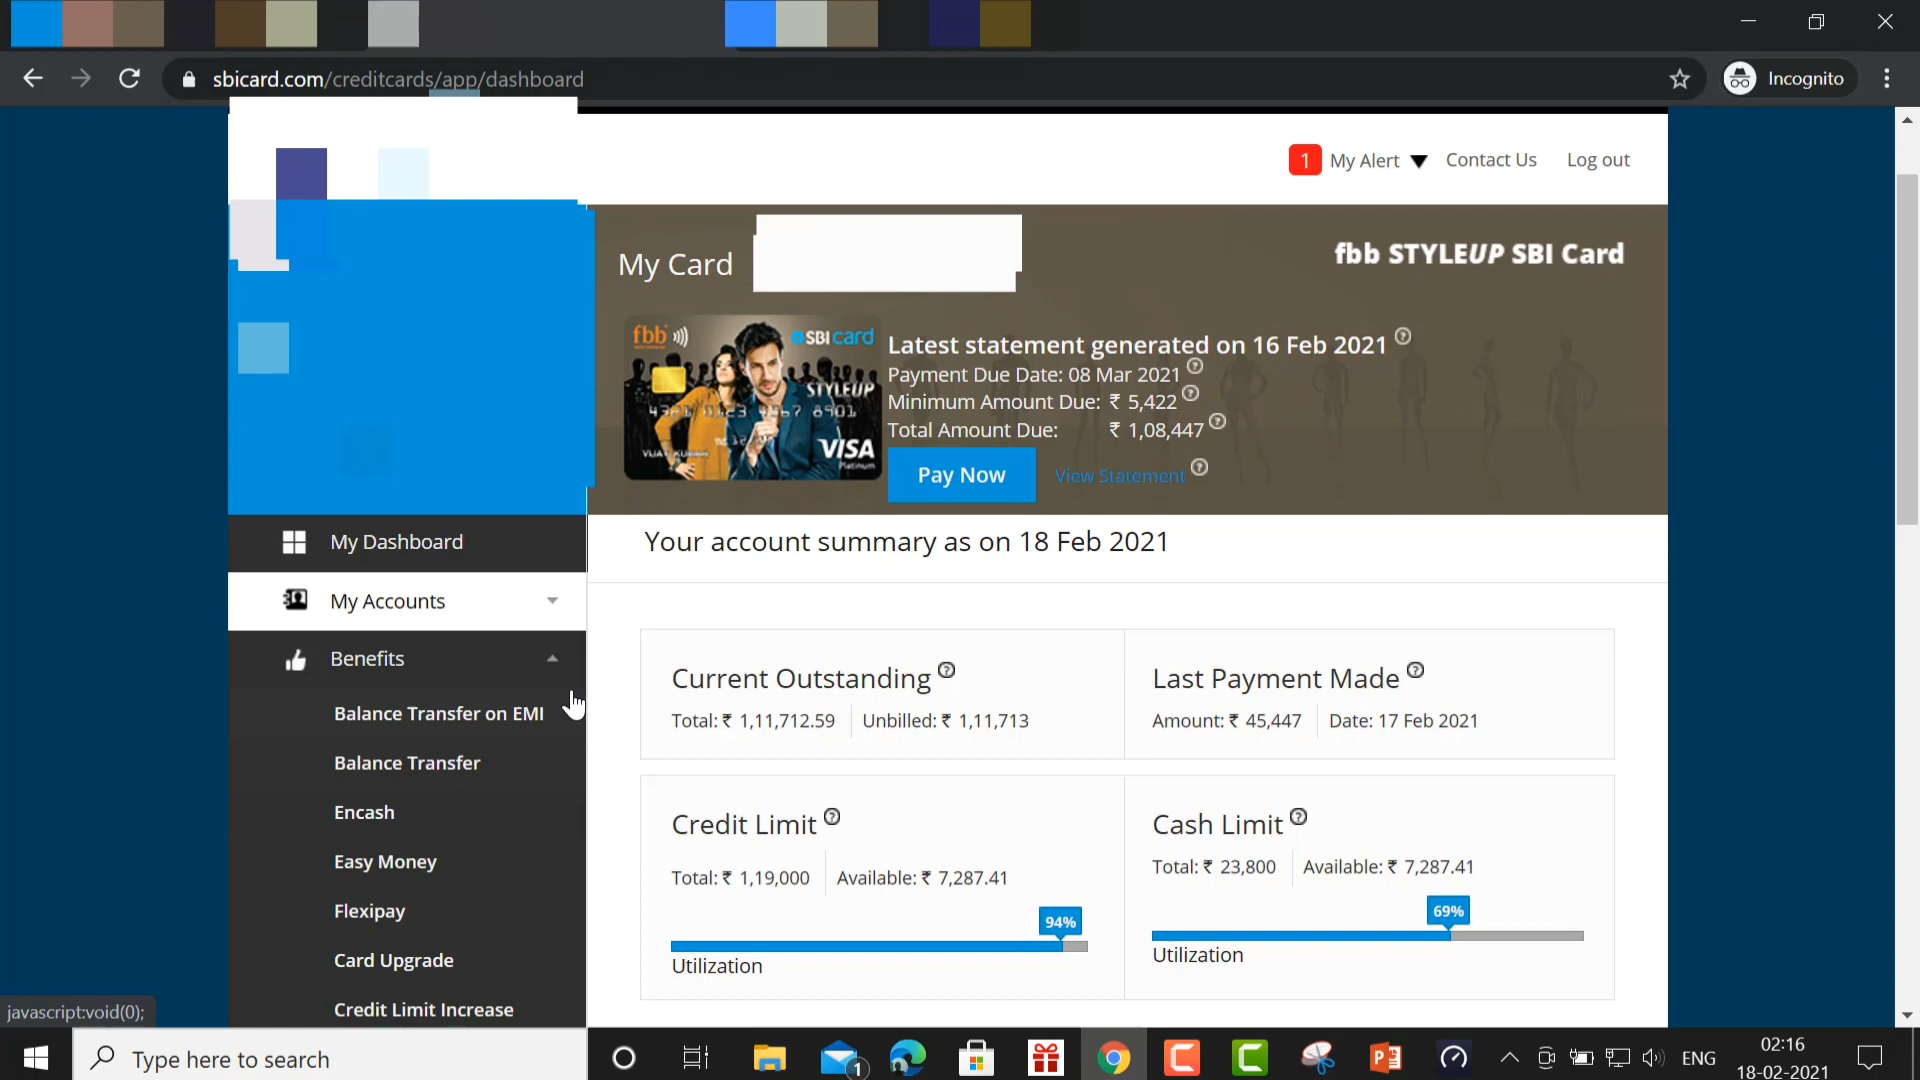 sbicard.com/creditcards/app/dashboard
Incognito
1 My Alert Contact Us Log out
My Card
fbb STYLEUP SBI Card
fbb SBI card
STYLEUP
4321 0123 4567 8901
VISA
Platinum
Latest statement generated on 16 Feb 2021
Payment Due Date: 08 Mar 2021
Minimum Amount Due: ₹ 5,422
Total Amount Due: ₹ 1,08,447
Pay Now View Statement
My Dashboard
My Accounts
Benefits
Balance Transfer on EMI
Balance Transfer
Encash
Easy Money
Flexipay
Card Upgrade
Credit Limit Increase
Your account summary as on 18 Feb 2021
Current Outstanding
Total: ₹ 1,11,712.59 Unbilled: ₹ 1,11,713
Last Payment Made
Amount: ₹ 45,447 Date: 17 Feb 2021
Credit Limit
Total: ₹ 1,19,000 Available: ₹ 7,287.41
94%
Utilization
Cash Limit
Total: ₹ 23,800 Available: ₹ 7,287.41
69%
Utilization
javascript:void(0);
Type here to search
1
ENG
02:16
18-02-2021